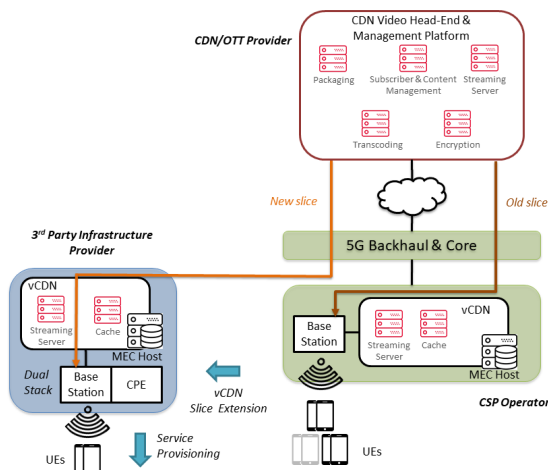 CDN Video Head-End &
Management Platform
CDN/OTT Provider
Packaging
Subscriber & Content
Management
Streaming
Server
Transcoding
Encryption
New slice
Old slice
3rd Party Infrastructure
Provider
5G Backhaul & Core
vCDN
Streaming
Server
Cache
MEC Host
Dual
Stack
Base
Station
CPE
vCDN
Slice Extension
Service
Provisioning
UEs
Base
Station
vCDN
Streaming
Server
Cache
MEC Host
CSP Operator
UEs